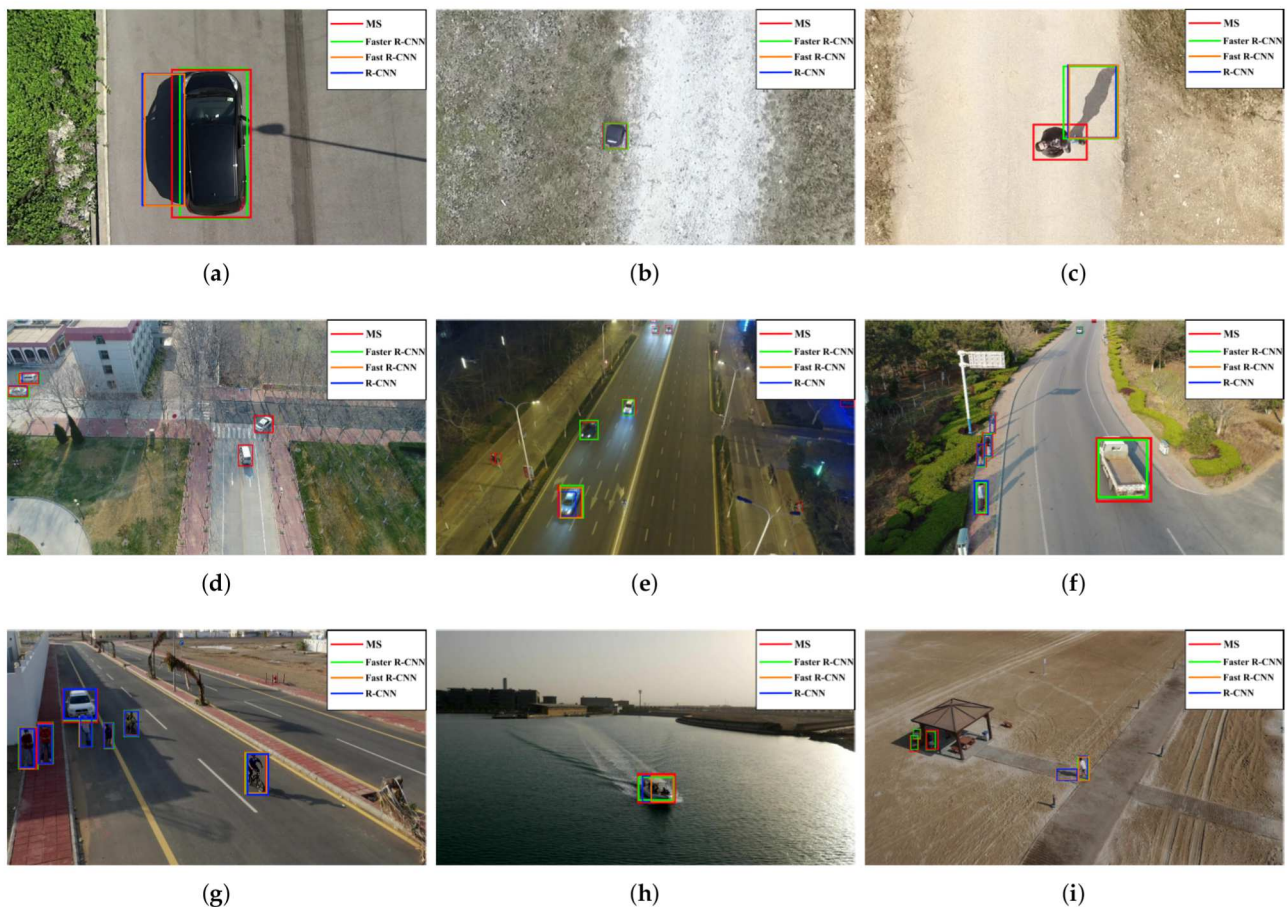 MS
Faster R-CNN
Fast R-CNN
R-CNN
MS
Faster R-CNN
Fast R-CNN
R-CNN
MS
Faster R-CNN
Fast R-CNN
R-CNN
(a)
(b)
(c)
MS
Faster R-CNN
Fast R-CNN
R-CNN
MS
Faster R-CNN
Fast R-CNN
R-CNN
MS
Faster R-CNN
Fast R-CNN
R-CNN
(d)
(e)
(f)
MS
Faster R-CNN
Fast R-CNN
R-CNN
MS
Faster R-CNN
Fast R-CNN
R-CNN
MS
Faster R-CNN
Fast R-CNN
R-CNN
(g)
(h)
(i)